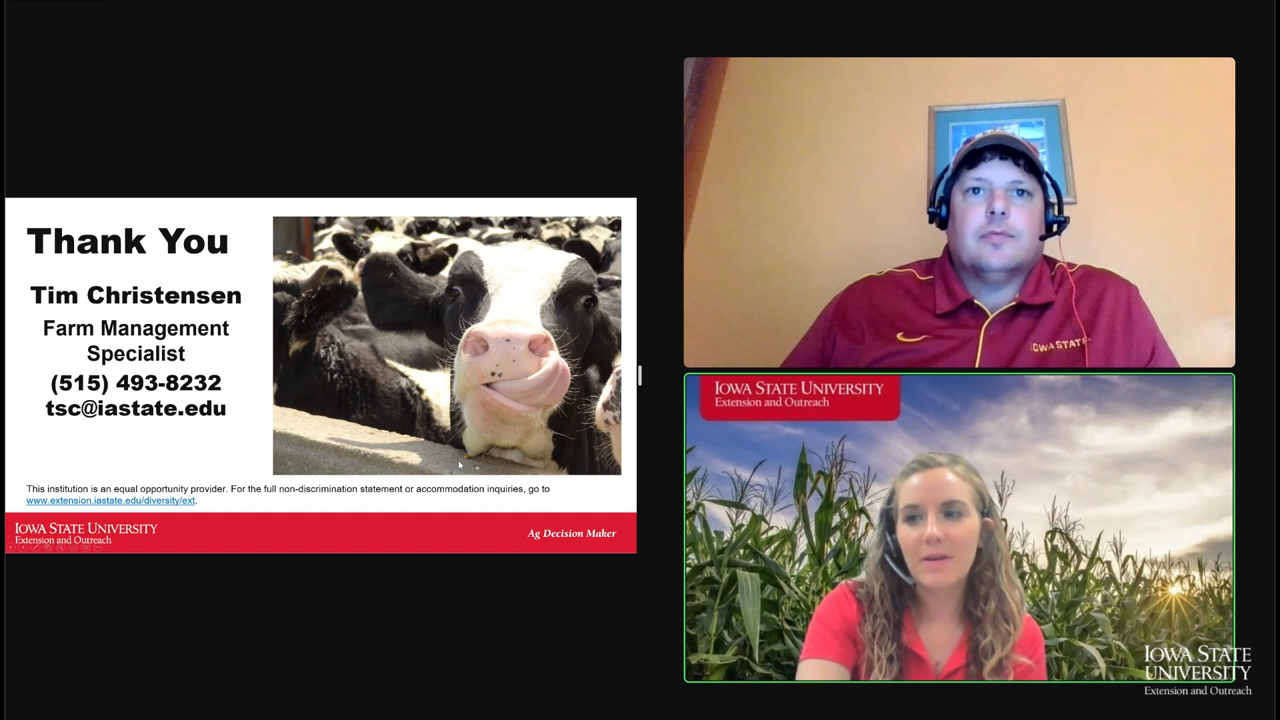 Thank You
Tim Christensen
Farm Management
Specialist
(515) 493-8232
tsc@iastate.edu
This institution is an equal opportunity provider. For the full non-discrimination statement or accommodation inquiries, go to
www.extension.iastate.edu/diversity/ext.
IOWA STATE UNIVERSITY
Extension and Outreach
Ag Decision Maker
IOWA STATE
IOWA STATE UNIVERSITY
Extension and Outreach
IOWA STATE
UNIVERSITY
Extension and Outreach